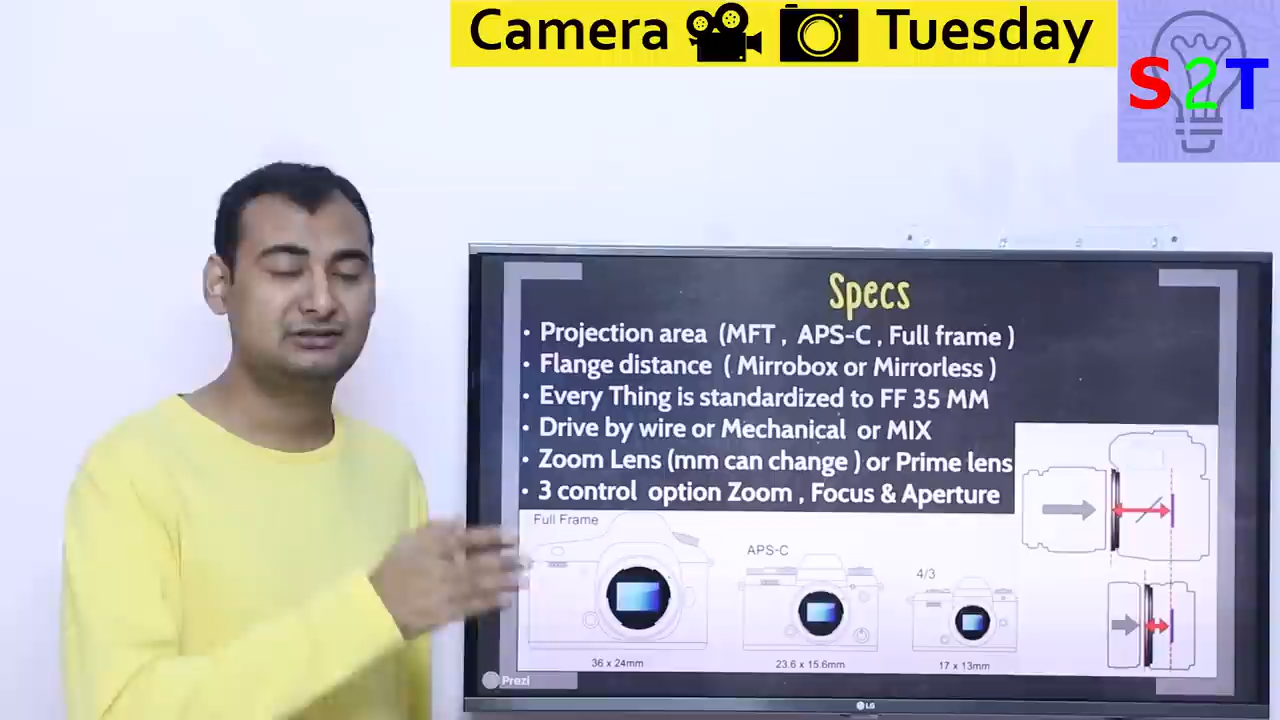 Camera Tuesday
S2T
Specs
• Projection area (MFT , APS-C , Full frame )
• Flange distance ( Mirrobox or Mirrorless )
• Every Thing is standardized to FF 35 MM
• Drive by wire or Mechanical or MIX
• Zoom Lens (mm can change ) or Prime lens
• 3 control option Zoom , Focus & Aperture
Full Frame
APS-C
4/3
36 x 24mm
23.6 x 15.6mm
17 x 13mm
Prezi
LG